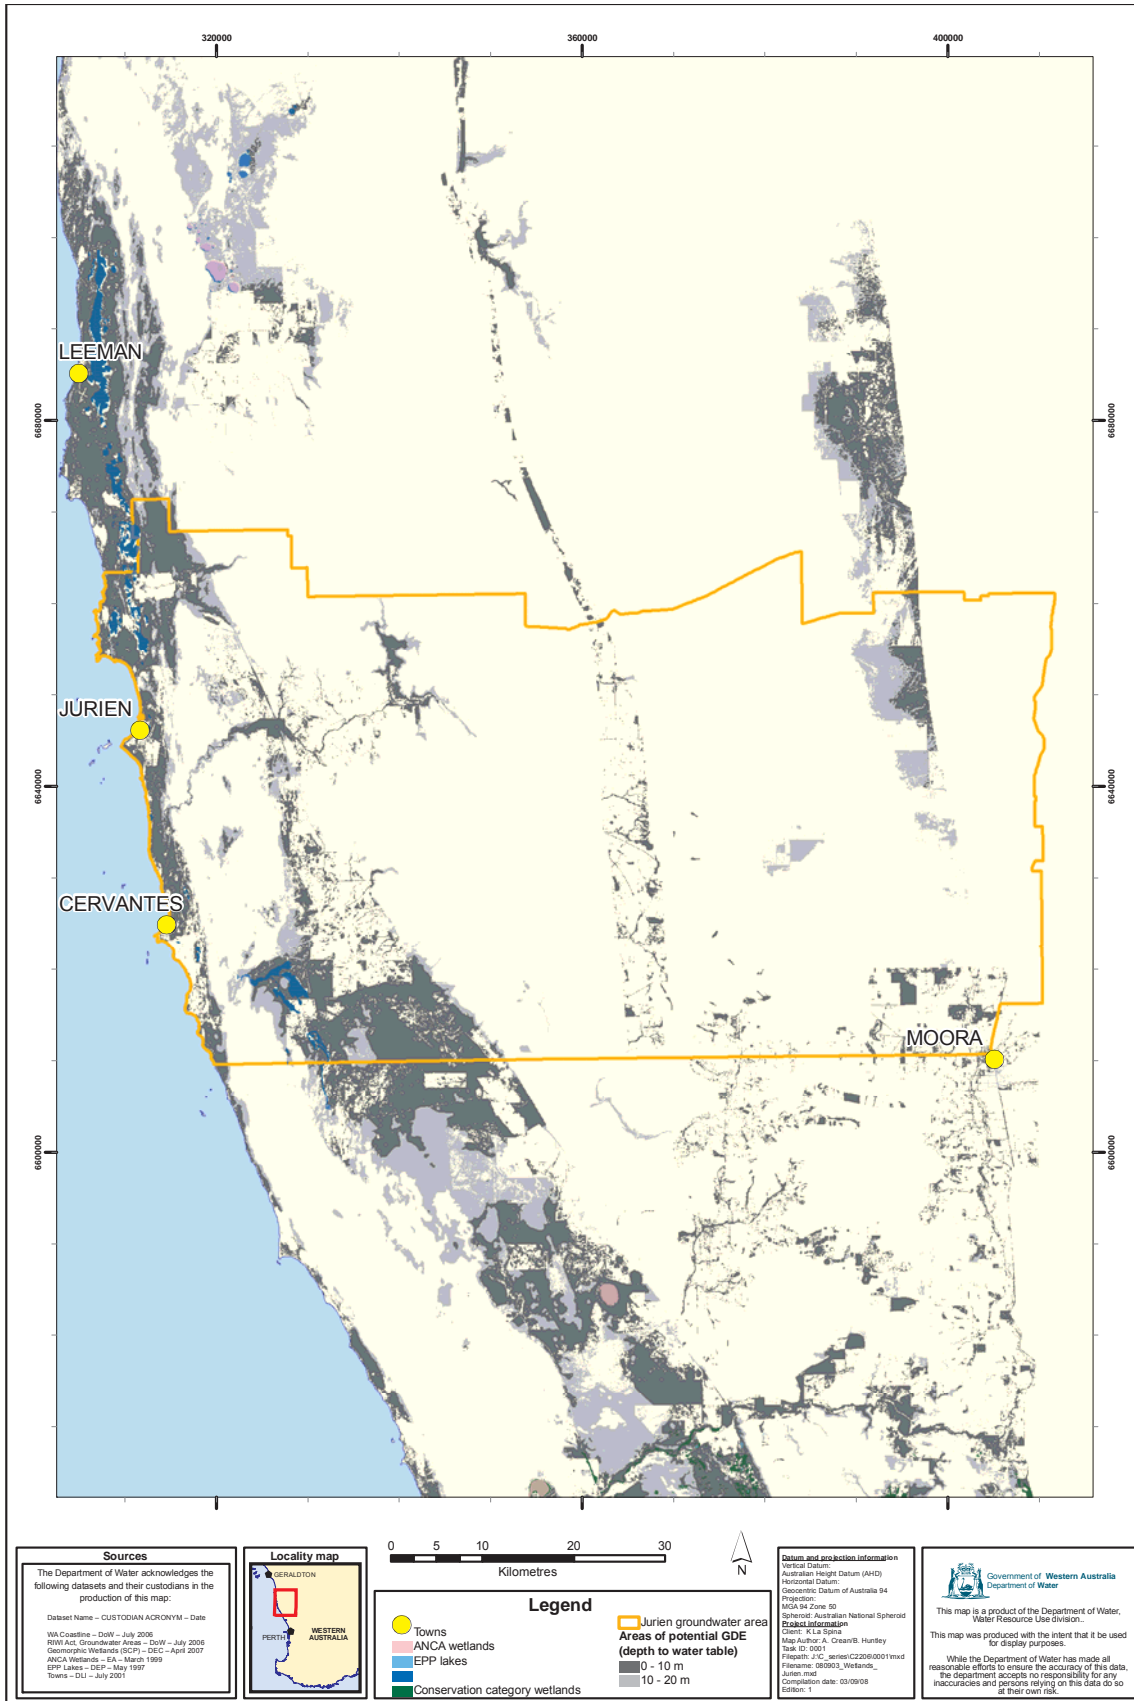 320000
360000
400000
LEEMAN
6680000
6680000
JURIEN
6640000
6640000
CERVANTES
MOORA
6600000
6600000
Sources
The Department of Water acknowledges the
following datasets and their custodians in the
production of this map:
Dataset Name – CUSTODIAN ACRONYM – Date
WA Coastline – DoW – July 2006
RIWI Act, Groundwater Areas – DoW – July 2006
Geomorphic Wetlands (SCP) – DEC – April 2007
ANCA Wetlands – EA – March 1999
EPP Lakes – DEP – May 1997
Towns – DLI – July 2001
Locality map
GERALDTON
PERTH
WESTERN
AUSTRALIA
0 5 10 20 30
Kilometres
N
Legend
Towns
ANCA wetlands
EPP lakes
Conservation category wetlands
Jurien groundwater area
Areas of potential GDE
(depth to water table)
0 - 10 m
10 - 20 m
Datum and projection information
Vertical Datum:
Australian Height Datum (AHD)
Horizontal Datum:
Geocentric Datum of Australia 94
Projection:
MGA 94 Zone 50
Spheroid: Australian National Spheroid
Project information
Client: K La Spina
Map Author: A. Crean/B. Huntley
Task ID: 0001
Filepath: J:\C_series\C2206\0001\mxd
Filename: 080903_Wetlands_
Jurien.mxd
Compilation date: 03/09/08
Edition: 1
Government of Western Australia
Department of Water
This map is a product of the Department of Water,
Water Resource Use division..
This map was produced with the intent that it be used
for display purposes.
While the Department of Water has made all
reasonable efforts to ensure the accuracy of this data,
the department accepts no responsibility for any
inaccuracies and persons relying on this data do so
at their own risk.